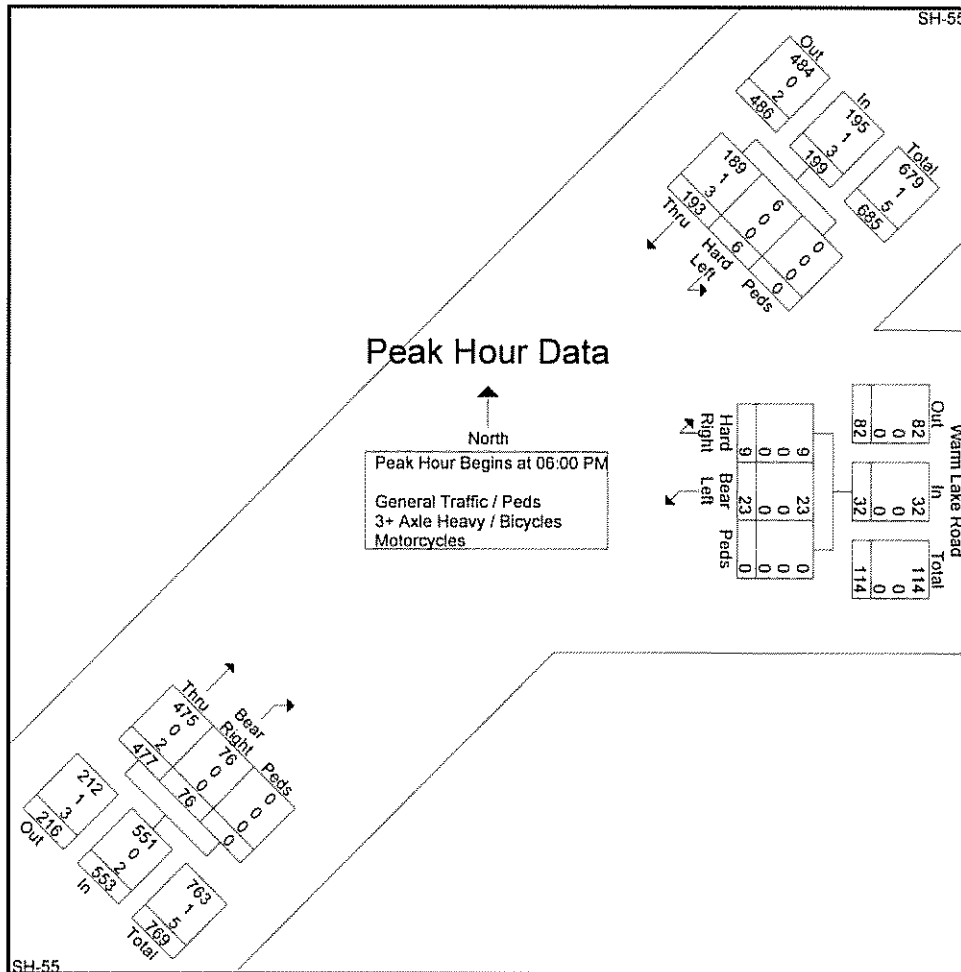 SH-55
Out
484
0
2
486
In
195
1
3
199
Total
679
1
5
685
189 6 0
1 0 0
3 0 0
193 6 0
Thru Hard Left Peds
Peak Hour Data
North
Peak Hour Begins at 06:00 PM
General Traffic / Peds
3+ Axle Heavy / Bicycles
Motorcycles
Warm Lake Road
Out
82
0
0
82
In
32
0
0
32
Total
114
0
0
114
9
0
0
9
Hard Right
23
0
0
23
Bear Left
0
0
0
0
Peds
Thru Bear Right Peds
475 76 0
0 0 0
2 0 0
477 76 0
212
1
3
216
Out
551
0
2
553
In
763
1
5
769
Total
SH-55